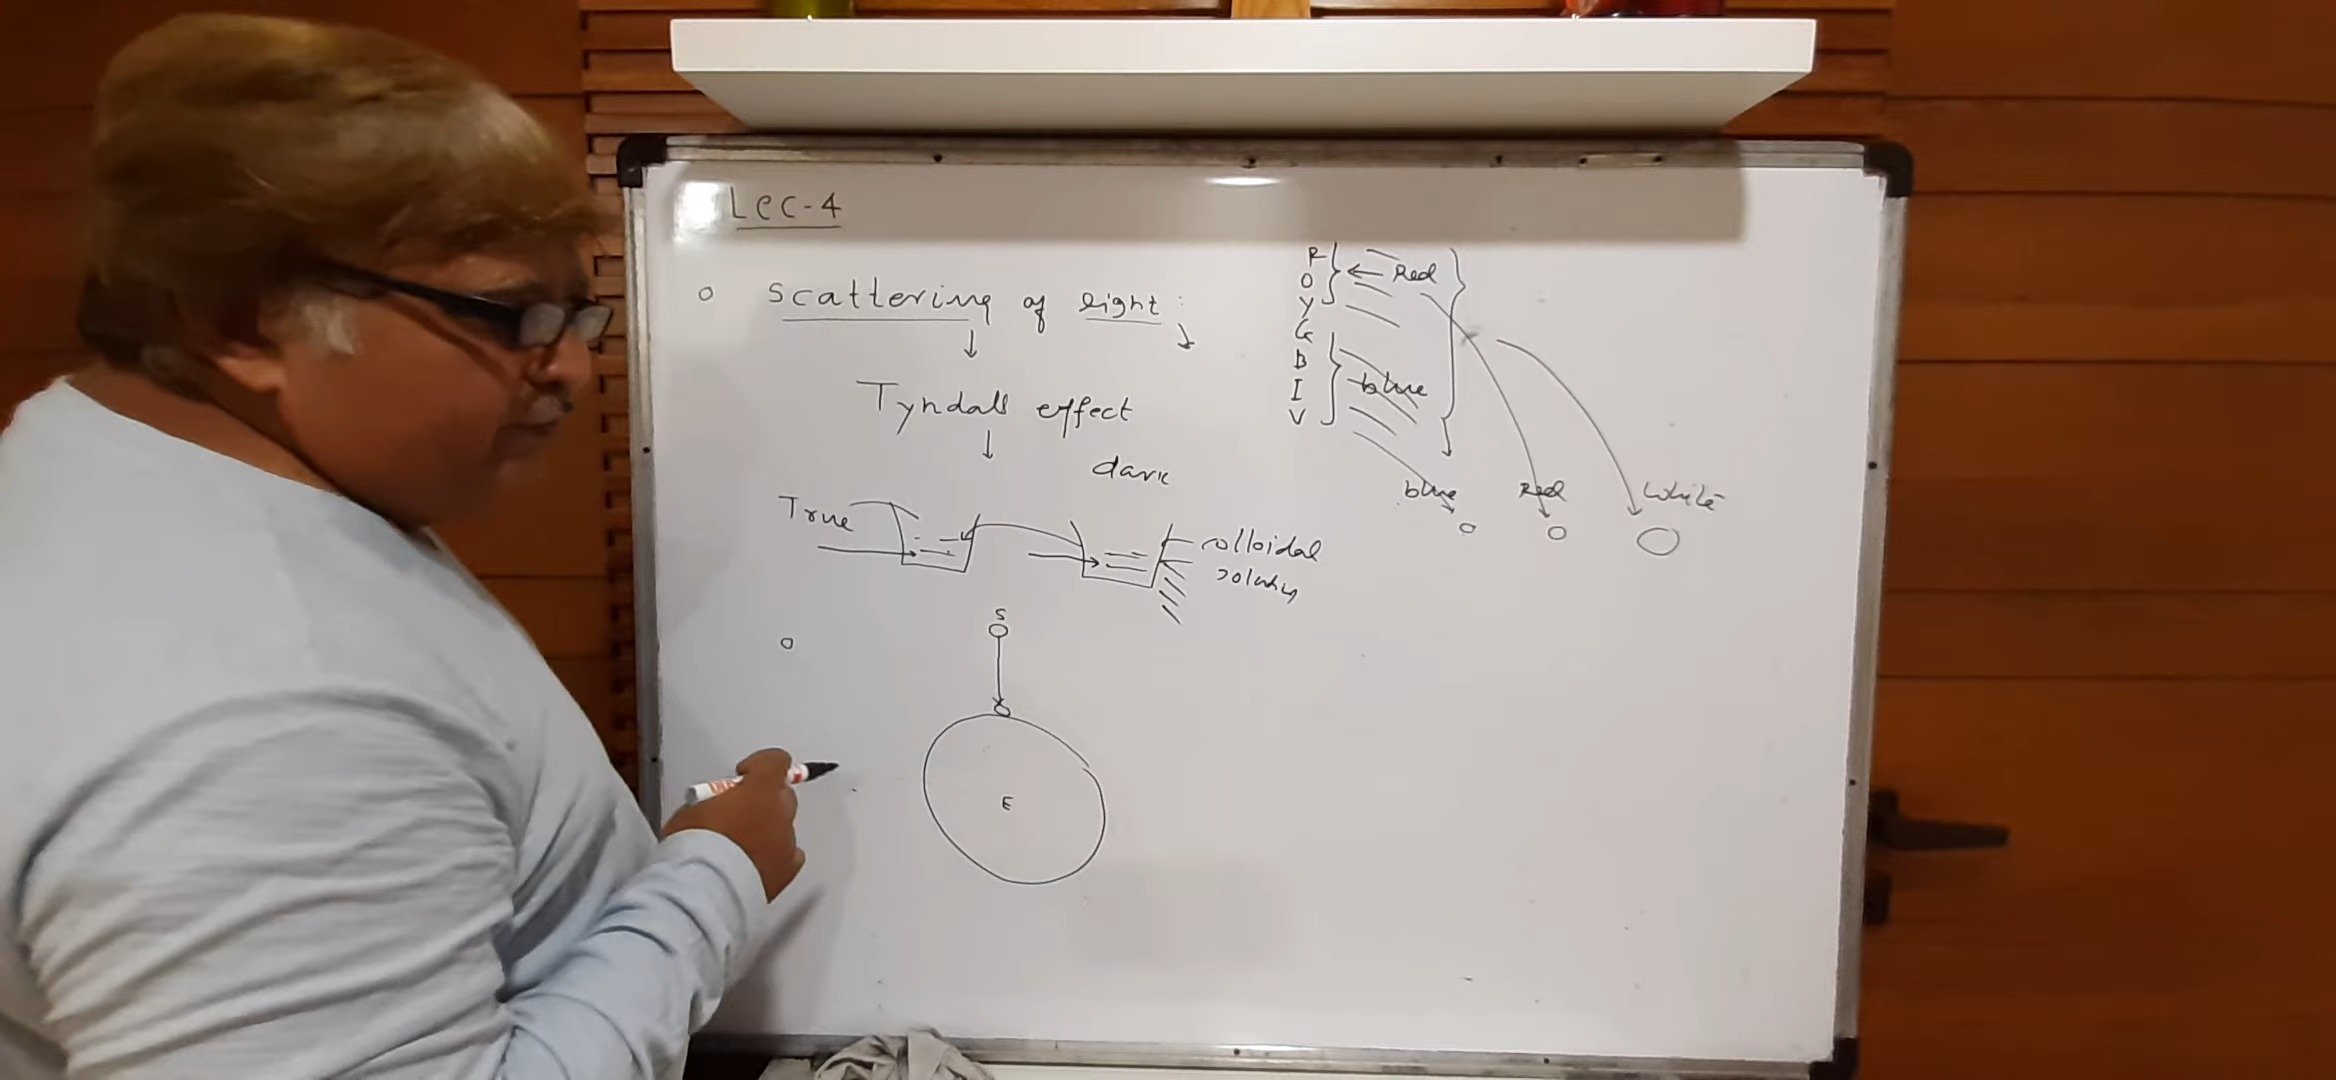 Lec-4
Scattering of light:
Tyndall effect
dark
True
colloidal
solution
S
E
R
O
Y
G
B
I
V
Red
blue
blue
Red
White